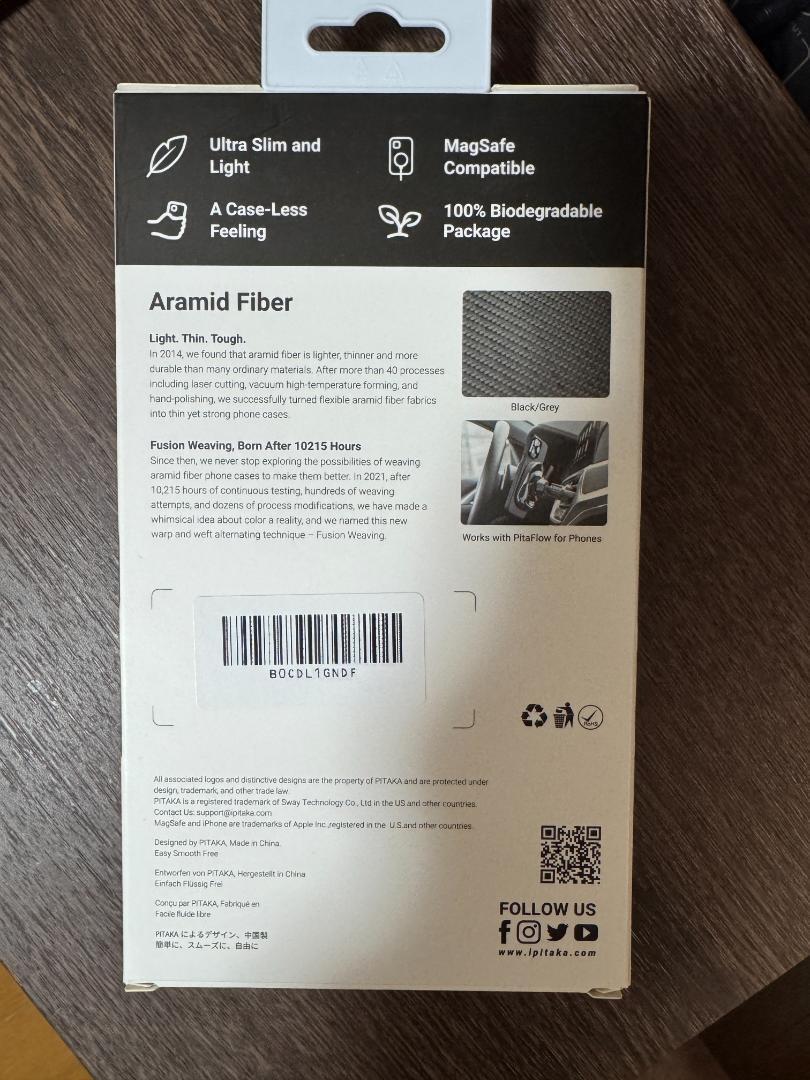 Ultra Slim and
Light
MagSafe
Compatible
A Case-Less
Feeling
100% Biodegradable
Package
Aramid Fiber
Light. Thin. Tough.
In 2014, we found that aramid fiber is lighter, thinner and more
durable than many ordinary materials. After more than 40 processes
including laser cutting, vacuum high-temperature forming, and
hand-polishing, we successfully turned flexible aramid fiber fabrics
into thin yet strong phone cases.
Black/Grey
Fusion Weaving, Born After 10215 Hours
Since then, we never stop exploring the possibilities of weaving
aramid fiber phone cases to make them better. In 2021, after
10,215 hours of continuous testing, hundreds of weaving
attempts, and dozens of process modifications, we have made a
whimsical idea about color a reality, and we named this new
warp and weft alternating technique – Fusion Weaving.
Works with PitaFlow for Phones
B0CDL1GNDF
RoHS
All associated logos and distinctive designs are the property of PITAKA and are protected under
design, trademark, and other trade law.
PITAKA is a registered trademark of Sway Technology Co., Ltd in the US and other countries.
Contact Us: support@ipitaka.com
MagSafe and iPhone are trademarks of Apple Inc.,registered in the U.S.and other countries.
Designed by PITAKA, Made in China.
Easy Smooth Free
Entworfen von PITAKA, Hergestellt in China
Einfach Flüssig Frei
Conçu par PITAKA, Fabriqué en
Facile fluide libre
PITAKA によるデザイン、中国製
簡単に、スムーズに、自由に
FOLLOW US
www.ipitaka.com